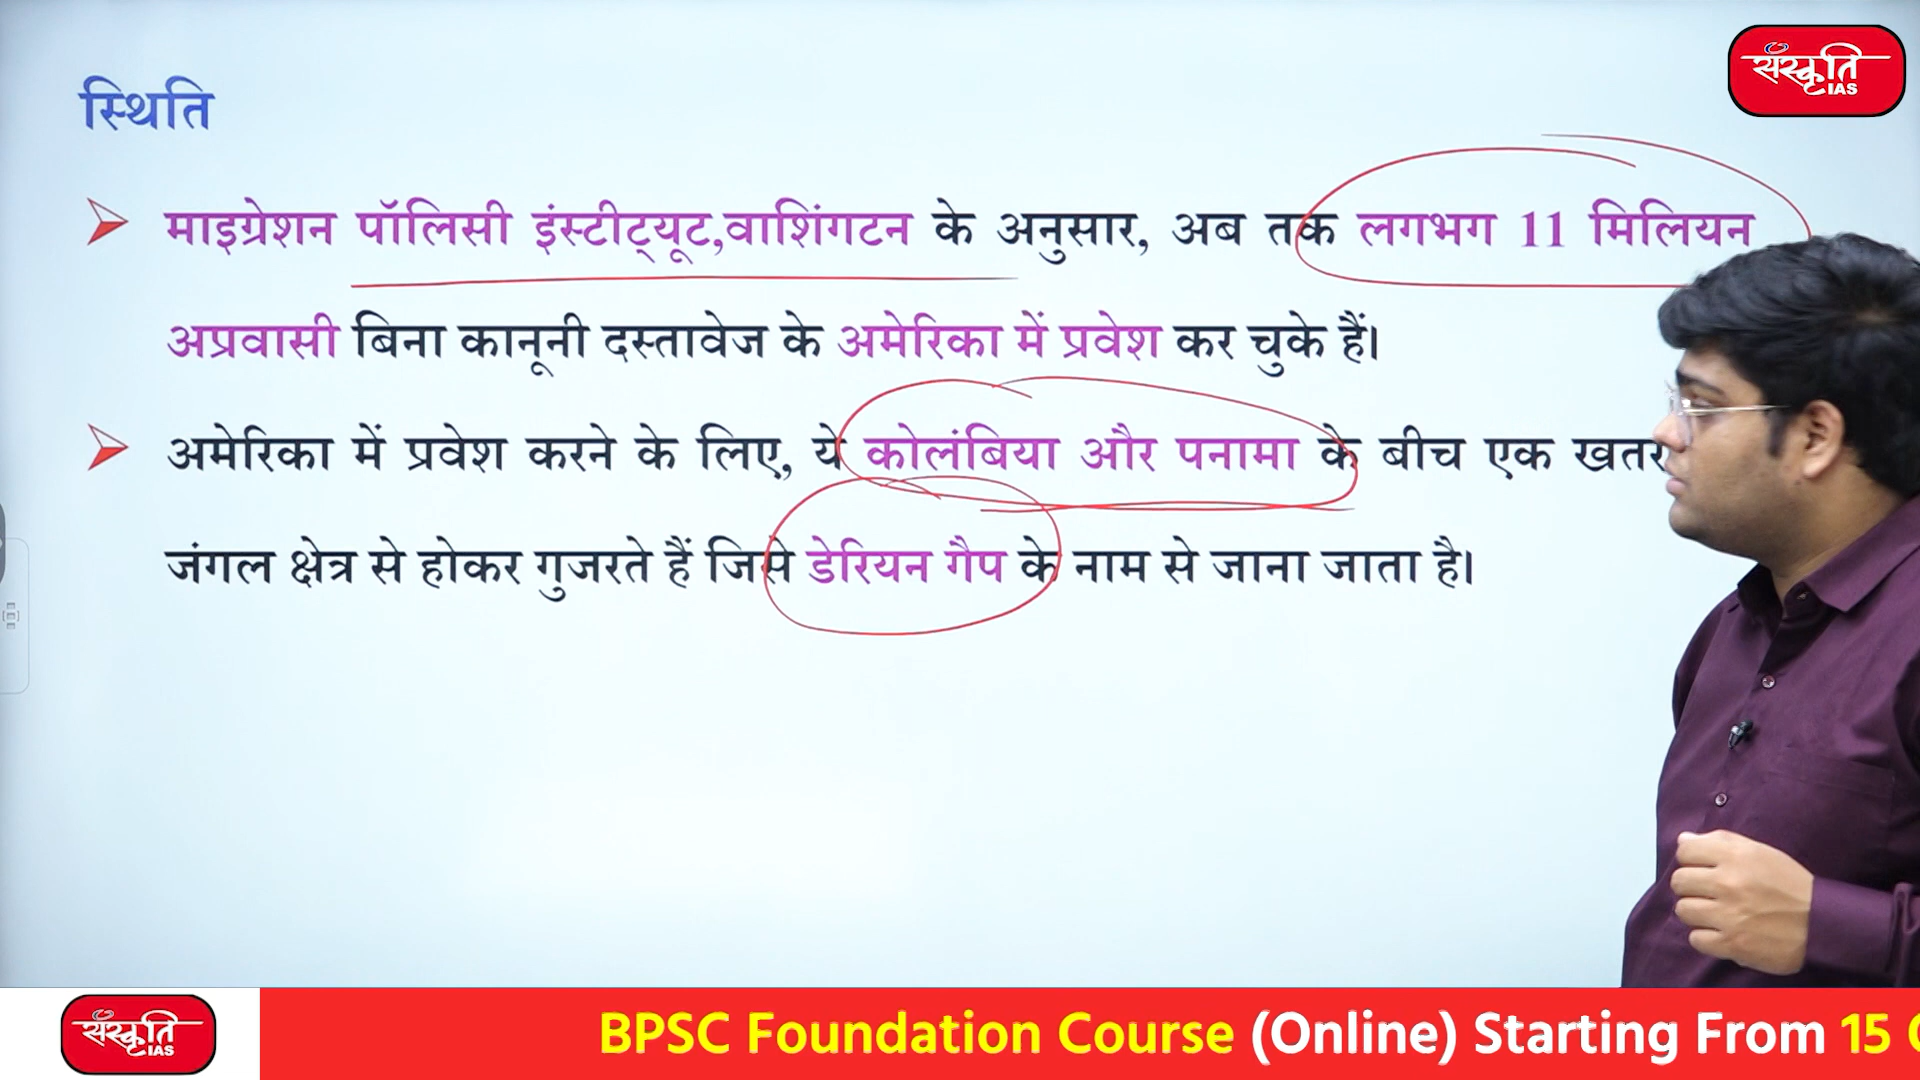 संस्कृति
IAS
स्थिति
माइग्रेशन पॉलिसी इंस्टीट्यूट,वाशिंगटन के अनुसार, अब तक लगभग 11 मिलियन
अप्रवासी बिना कानूनी दस्तावेज के अमेरिका में प्रवेश कर चुके हैं।
अमेरिका में प्रवेश करने के लिए, ये कोलंबिया और पनामा के बीच एक
जंगल क्षेत्र से होकर गुजरते हैं जिसे डेरियन गैप के नाम से जाना जाता है।
संस्कृति
IAS
BPSC Foundation Course (Online) Starting From 15